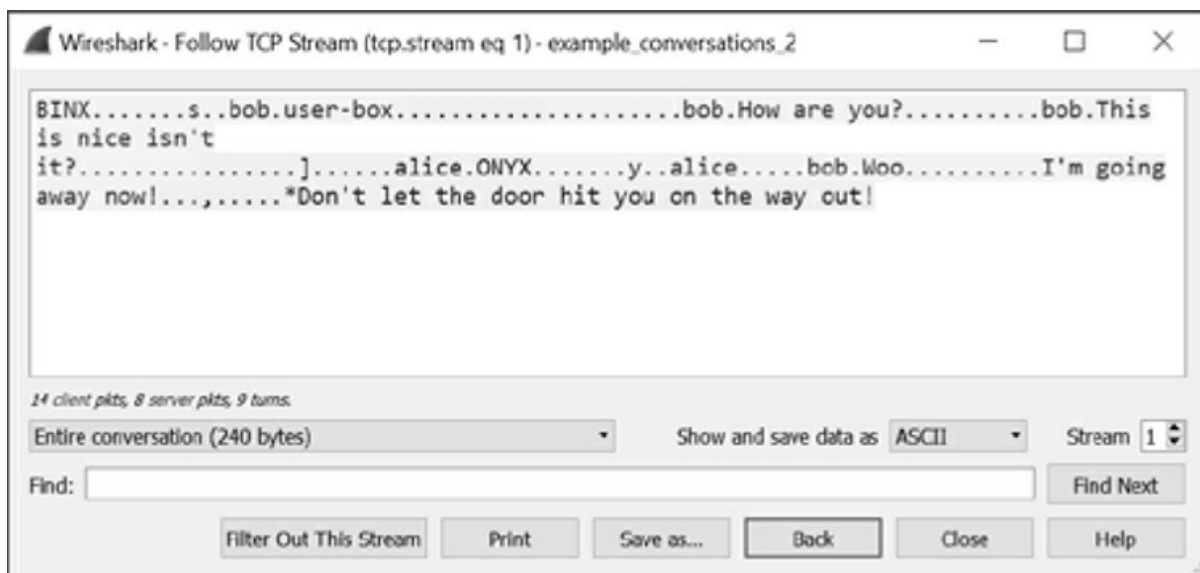 Wireshark - Follow TCP Stream (tcp.stream eq 1) - example_conversations_2
BINX.......s..bob.user-box.....................bob.How are you?..........bob.This
is nice isn't
it?.................]......alice.ONYX.......y..alice.....bob.Woo..........I'm going
away now!...,.....*Don't let the door hit you on the way out!
14 client pkts, 8 server pkts, 9 turns.
Entire conversation (240 bytes) Show and save data as ASCII Stream 1
Find: Find Next
Filter Out This Stream Print Save as... Back Close Help